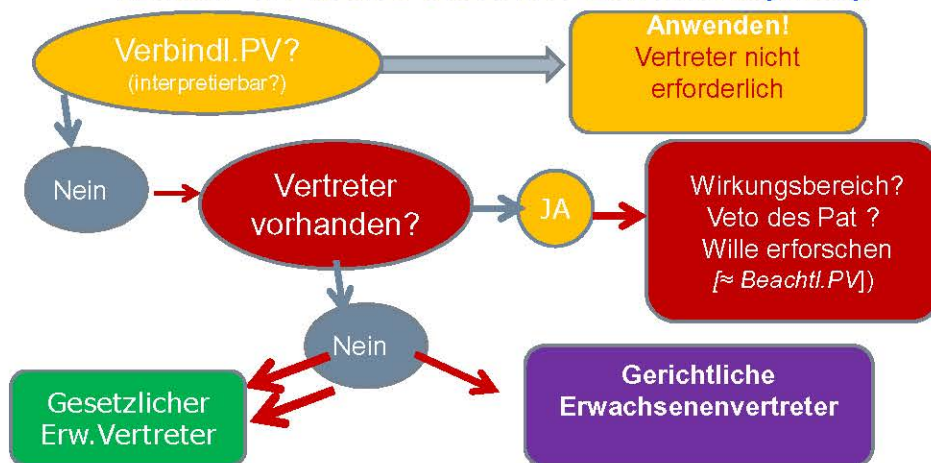 Verbindl.PV?
(interpretierbar?)
Anwenden!
Vertreter nicht
erforderlich
Nein
Vertreter
vorhanden?
JA
Wirkungsbereich?
Veto des Pat ?
Wille erforschen
[≈ Beachtl.PV])
Nein
Gesetzlicher
Erw.Vertreter
Gerichtliche
Erwachsenenvertreter